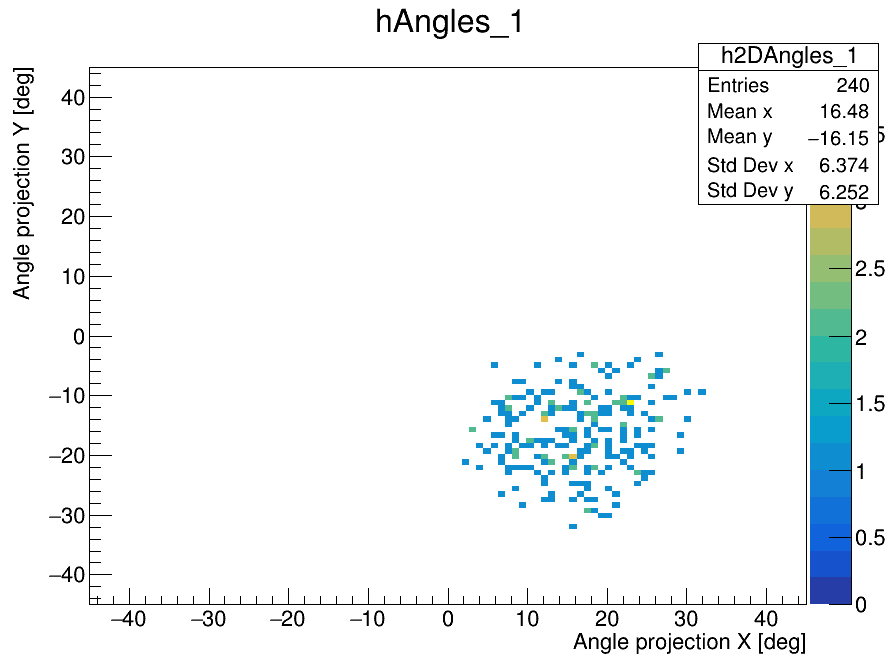 hAngles_1
h2DAngles_1
Entries 240
Mean x 16.48
Mean y −16.15
Std Dev x 6.374
Std Dev y 6.252
Angle projection Y [deg]
40
30
20
10
0
−10
−20
−30
−40
−40 −30 −20 −10 0 10 20 30 40
Angle projection X [deg]
2.5
2
1.5
1
0.5
0